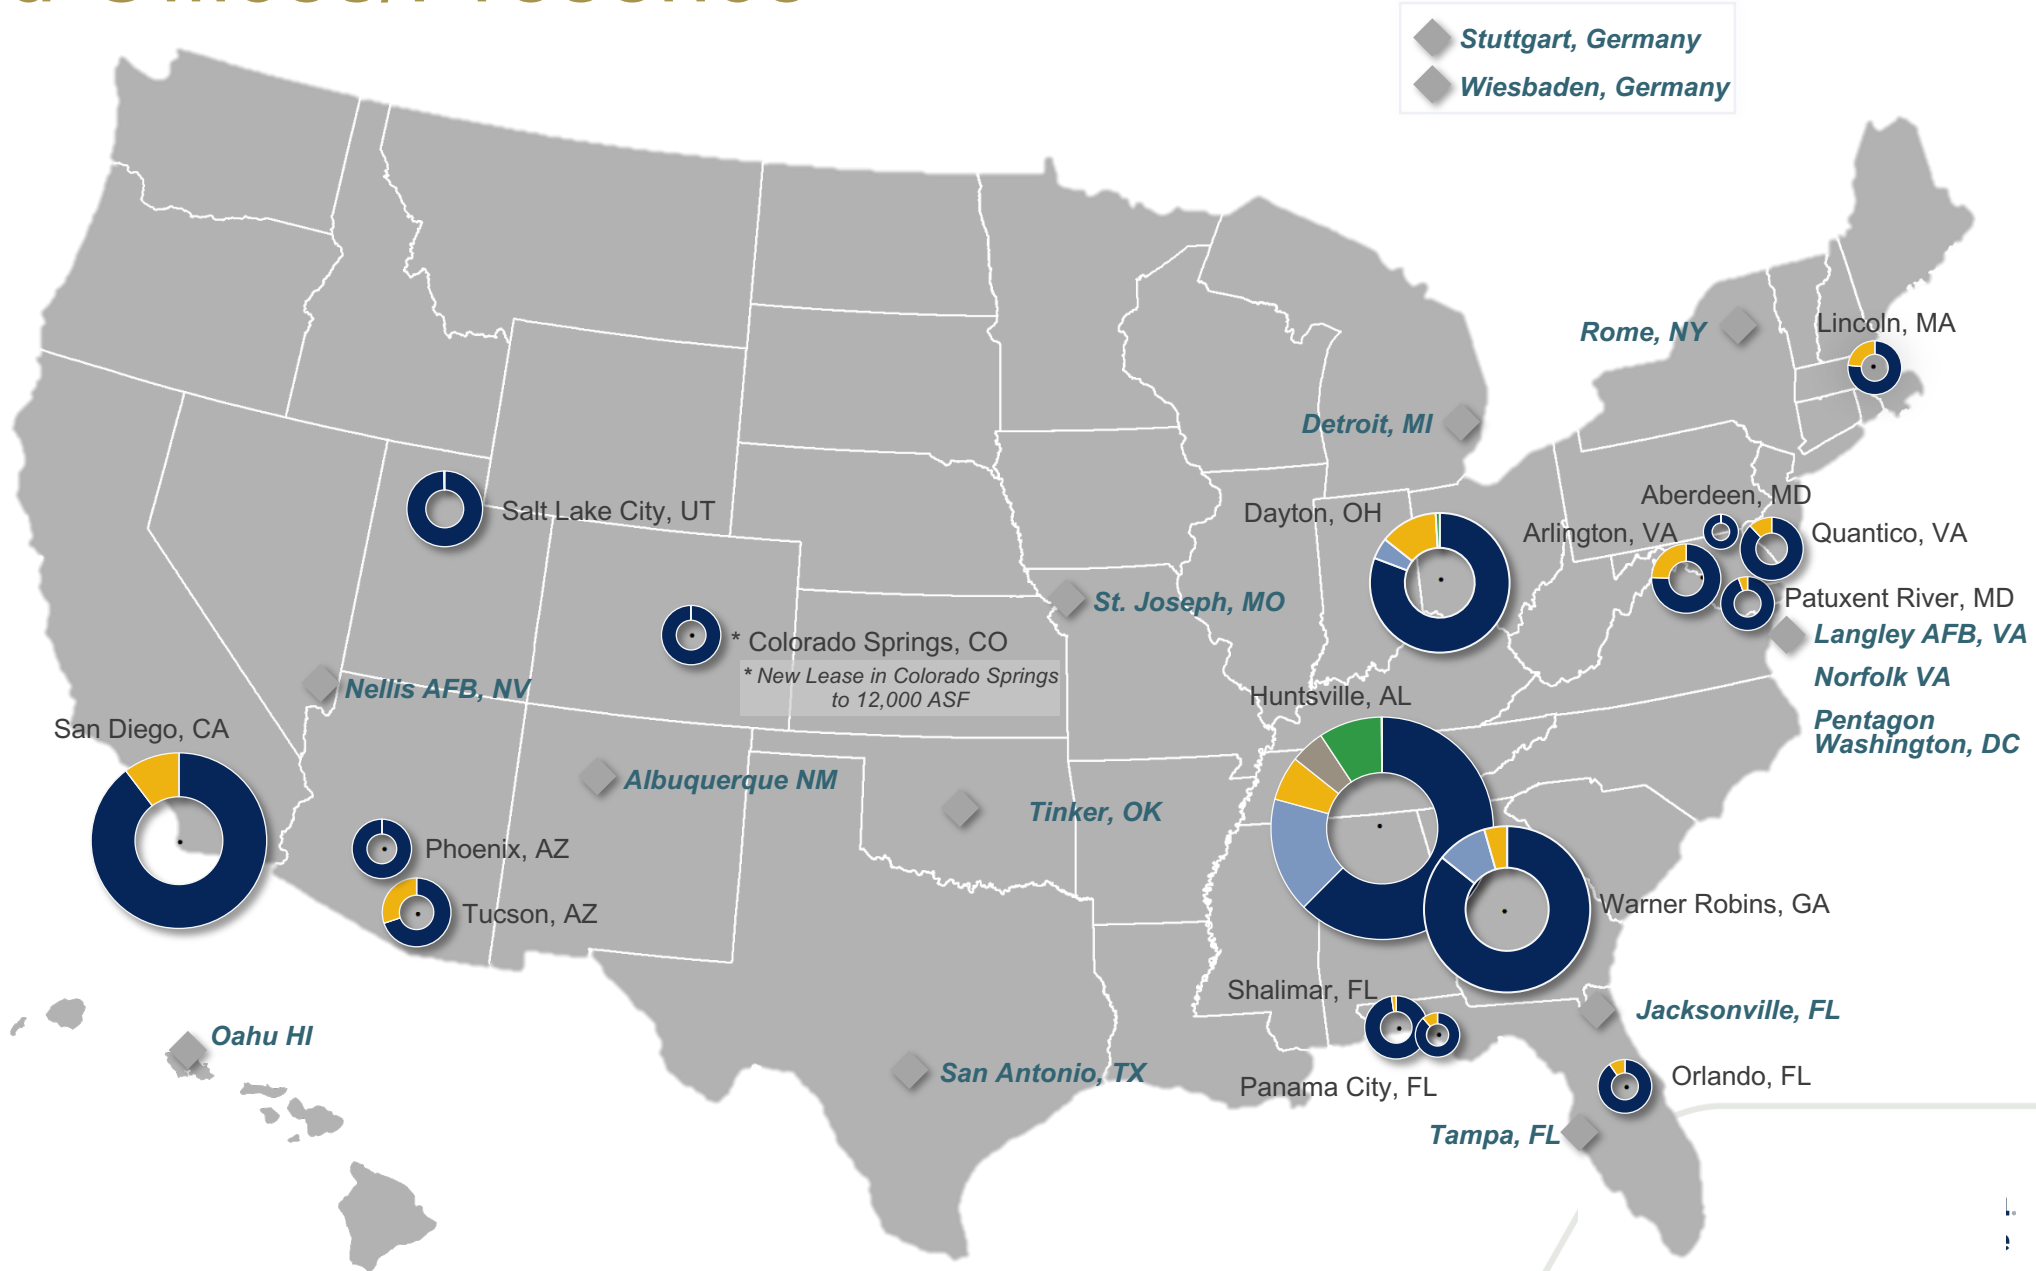 Stuttgart, Germany
Wiesbaden, Germany
Lincoln, MA
Rome, NY
Detroit, MI
Aberdeen, MD
Dayton, OH
Arlington, VA
Quantico, VA
Salt Lake City, UT
St. Joseph, MO
Patuxent River, MD
Langley AFB, VA
* Colorado Springs, CO
* New Lease in Colorado Springs
to 12,000 ASF
Norfolk VA
Nellis AFB, NV
Huntsville, AL
Pentagon
Washington, DC
San Diego, CA
Albuquerque NM
Tinker, OK
Phoenix, AZ
Tucson, AZ
Warner Robins, GA
Shalimar, FL
Jacksonville, FL
Oahu HI
San Antonio, TX
Panama City, FL
Orlando, FL
Tampa, FL